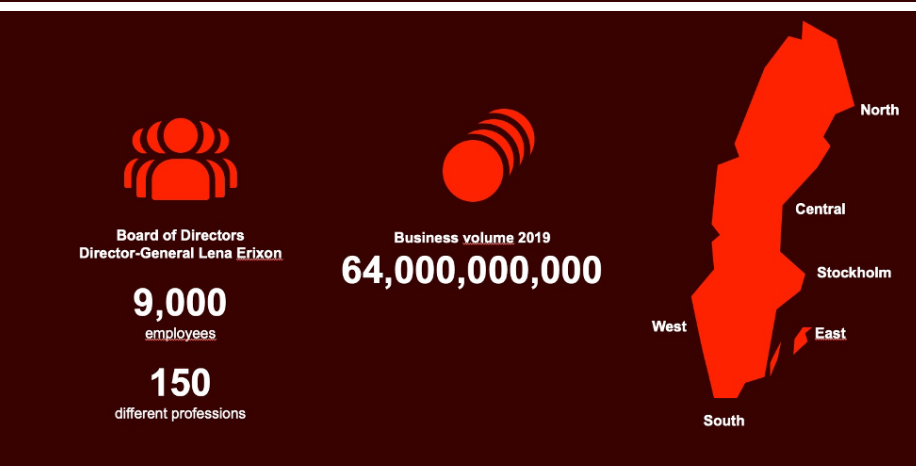 Board of Directors
Director-General Lena Erixon
9,000
employees
150
different professions
Business volume 2019
64,000,000,000
North
Central
Stockholm
West
East
South